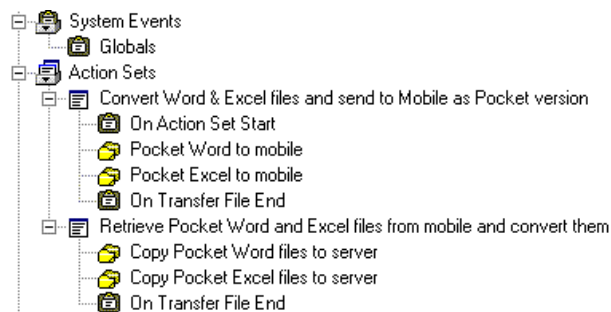 System Events
Globals
Action Sets
Convert Word & Excel files and send to Mobile as Pocket version
On Action Set Start
Pocket Word to mobile
Pocket Excel to mobile
On Transfer File End
Retrieve Pocket Word and Excel files from mobile and convert them
Copy Pocket Word files to server
Copy Pocket Excel files to server
On Transfer File End